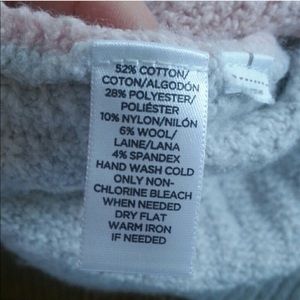 52% COTTON/
COTON/ALGODÓN
28% POLYESTER/
POLIÉSTER
10% NYLON/NILÓN
6% WOOL/
LAINE/LANA
4% SPANDEX
HAND WASH COLD
ONLY NON-
CHLORINE BLEACH
WHEN NEEDED
DRY FLAT
WARM IRON
IF NEEDED